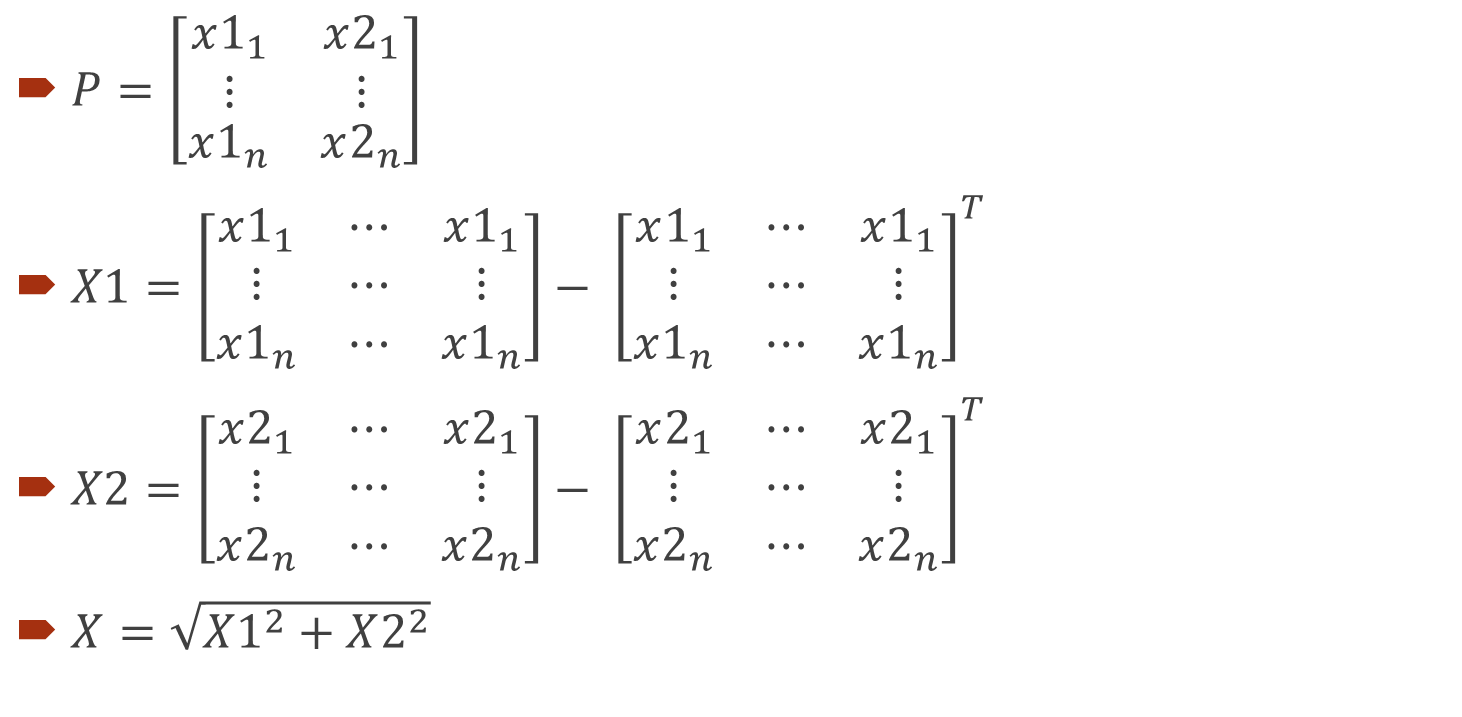 P = [x1₁ x2₁ ⋮ ⋮ x1ₙ x2ₙ]
X1 = [x1₁ ⋯ x1₁ ⋮ ⋯ ⋮ x1ₙ ⋯ x1ₙ] − [x1₁ ⋯ x1₁ ⋮ ⋯ ⋮ x1ₙ ⋯ x1ₙ]ᵀ
X2 = [x2₁ ⋯ x2₁ ⋮ ⋯ ⋮ x2ₙ ⋯ x2ₙ] − [x2₁ ⋯ x2₁ ⋮ ⋯ ⋮ x2ₙ ⋯ x2ₙ]ᵀ
X = √(X1² + X2²)